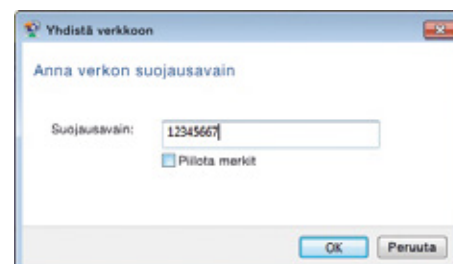 Yhdistä verkkoon
Anna verkon suojausavain
Suojausavain: 12345667
Piilota merkit
OK Peruuta